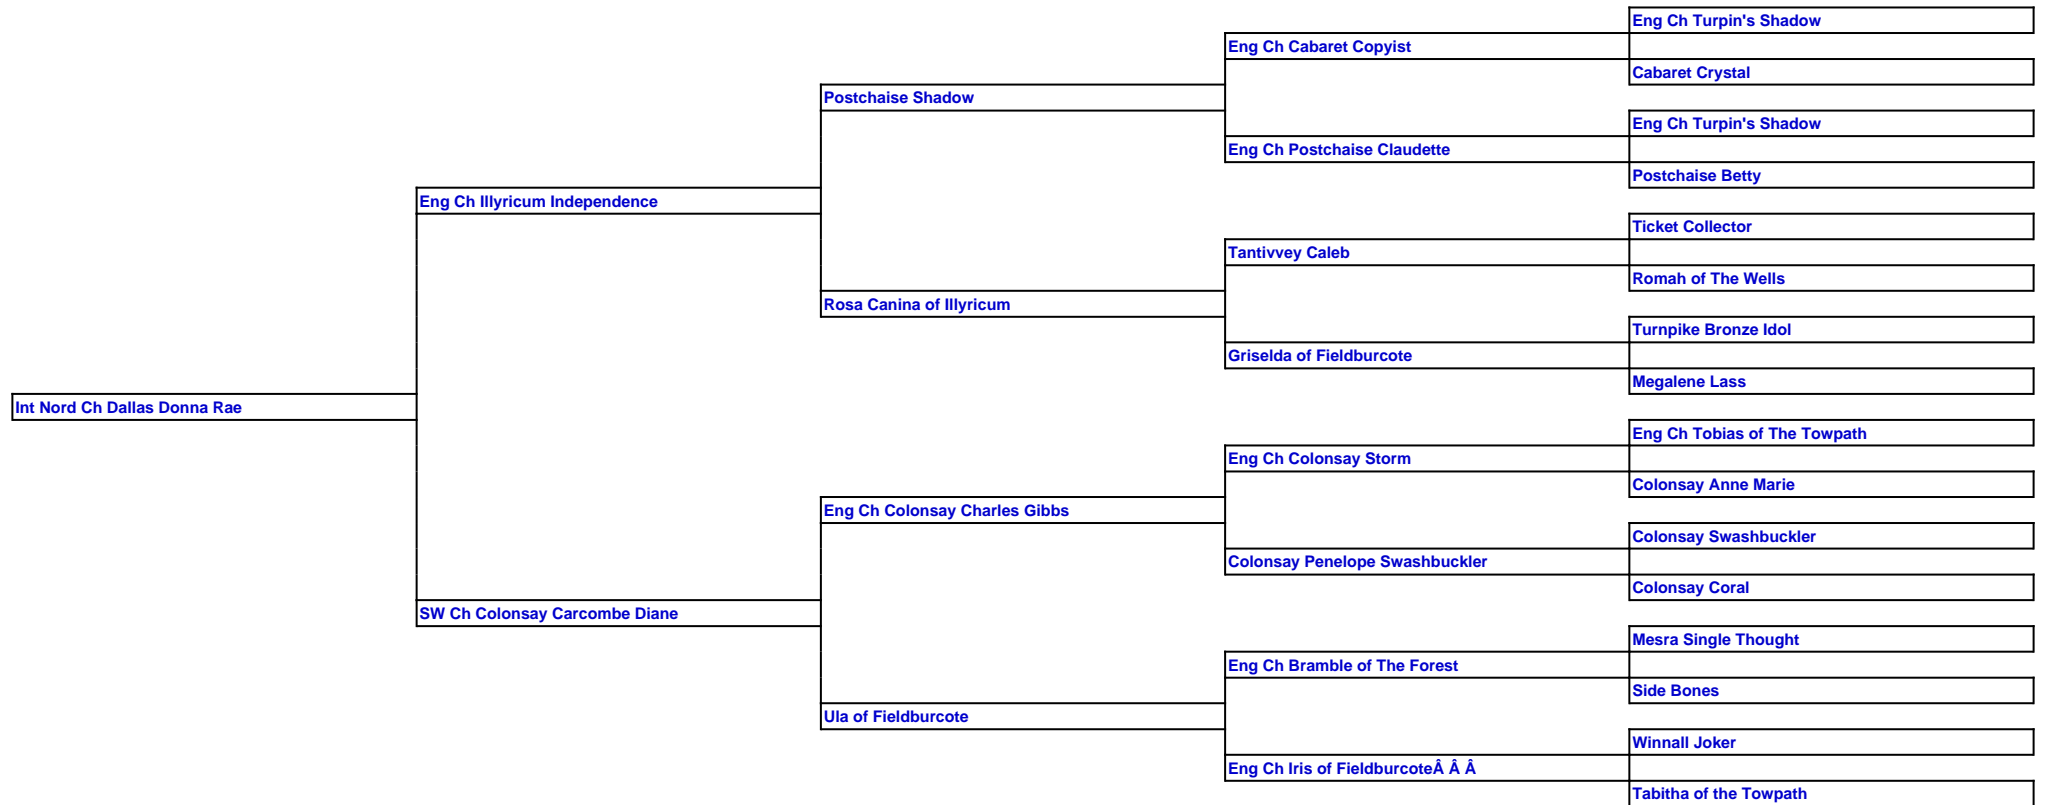 Eng Ch Turpin's Shadow
Eng Ch Cabaret Copyist
Cabaret Crystal
Postchaise Shadow
Eng Ch Turpin's Shadow
Eng Ch Postchaise Claudette
Postchaise Betty
Eng Ch Illyricum Independence
Ticket Collector
Tantivvey Caleb
Romah of The Wells
Rosa Canina of Illyricum
Turnpike Bronze Idol
Griselda of Fieldburcote
Megalene Lass
Int Nord Ch Dallas Donna Rae
Eng Ch Tobias of The Towpath
Eng Ch Colonsay Storm
Colonsay Anne Marie
Eng Ch Colonsay Charles Gibbs
Colonsay Swashbuckler
Colonsay Penelope Swashbuckler
Colonsay Coral
SW Ch Colonsay Carcombe Diane
Mesra Single Thought
Eng Ch Bramble of The Forest
Side Bones
Ula of Fieldburcote
Winnall Joker
Eng Ch Iris of FieldburcoteÂ Â Â
Tabitha of the Towpath